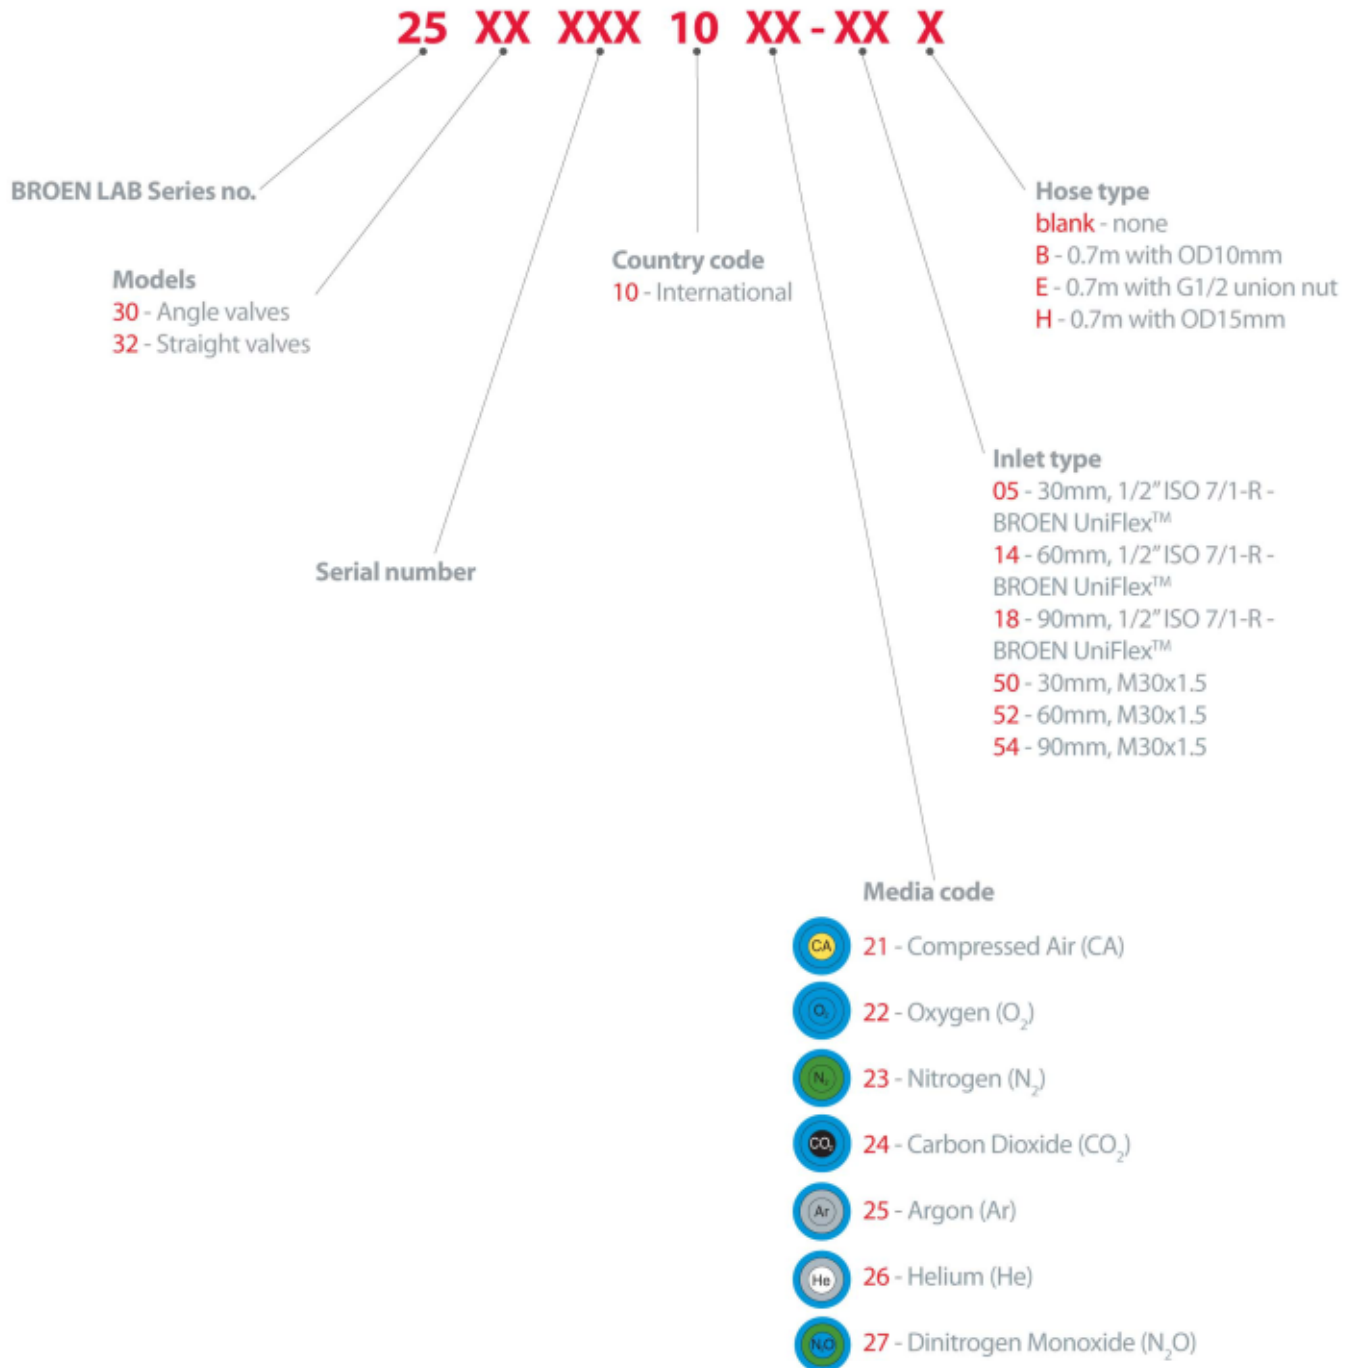 25 XX XXX 10 XX - XX X
BROEN LAB Series no.
Models
30 - Angle valves
32 - Straight valves
Serial number
Country code
10 - International
Hose type
blank - none
B - 0.7m with OD10mm
E - 0.7m with G1/2 union nut
H - 0.7m with OD15mm
Inlet type
05 - 30mm, 1/2” ISO 7/1-R -
BROEN UniFlex™
14 - 60mm, 1/2” ISO 7/1-R -
BROEN UniFlex™
18 - 90mm, 1/2” ISO 7/1-R -
BROEN UniFlex™
50 - 30mm, M30x1.5
52 - 60mm, M30x1.5
54 - 90mm, M30x1.5
Media code
CA 21 - Compressed Air (CA)
O₂ 22 - Oxygen (O₂)
N₂ 23 - Nitrogen (N₂)
CO₂ 24 - Carbon Dioxide (CO₂)
Ar 25 - Argon (Ar)
He 26 - Helium (He)
N₂O 27 - Dinitrogen Monoxide (N₂O)